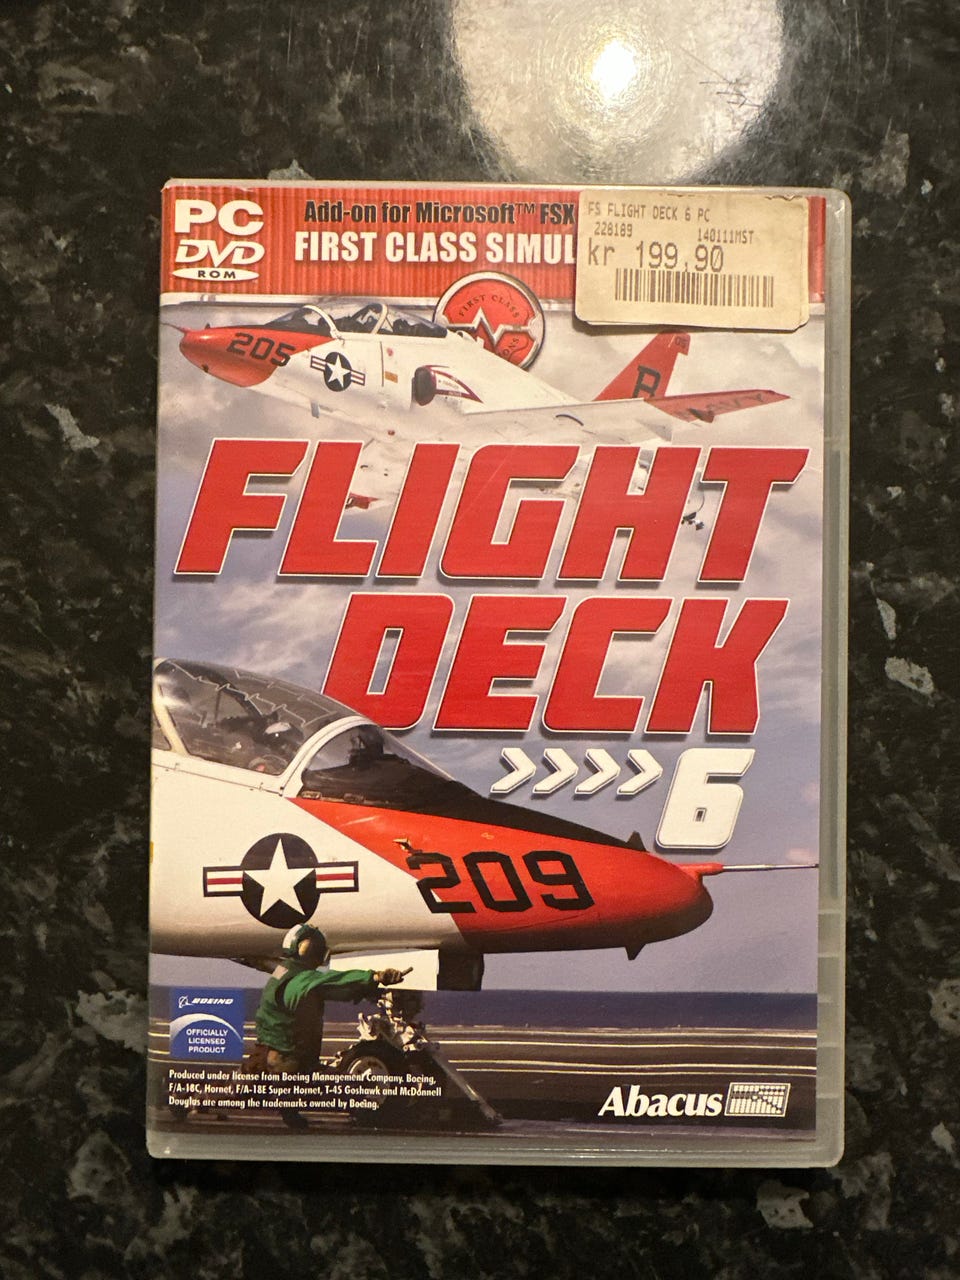 PC
DVD
ROM
Add-on for Microsoft™ FSX
FIRST CLASS SIMUL
FS FLIGHT DECK 6 PC
228189 140111MST
kr 199,90
FIRST CLASS
205
B
05
NAVY
FLIGHT
DECK
>>>> 6
209
BOEING
OFFICIALLY
LICENSED
PRODUCT
Produced under license from Boeing Management Company. Boeing,
F/A-18C, Hornet, F/A-18E Super Hornet, T-45 Goshawk and McDonnell
Douglas are among the trademarks owned by Boeing.
Abacus